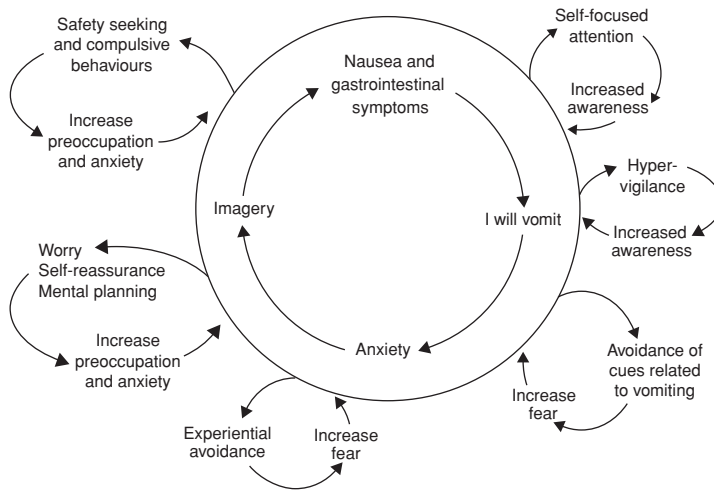 Safety seeking
and compulsive
behaviours
Increase
preoccupation
and anxiety
Nausea and
gastrointestinal
symptoms
Self-focused
attention
Increased
awareness
Hyper-
vigilance
Increased
awareness
Imagery
I will vomit
Anxiety
Worry
Self-reassurance
Mental planning
Increase
preoccupation
and anxiety
Experiential
avoidance
Increase
fear
Avoidance of
cues related
to vomiting
Increase
fear